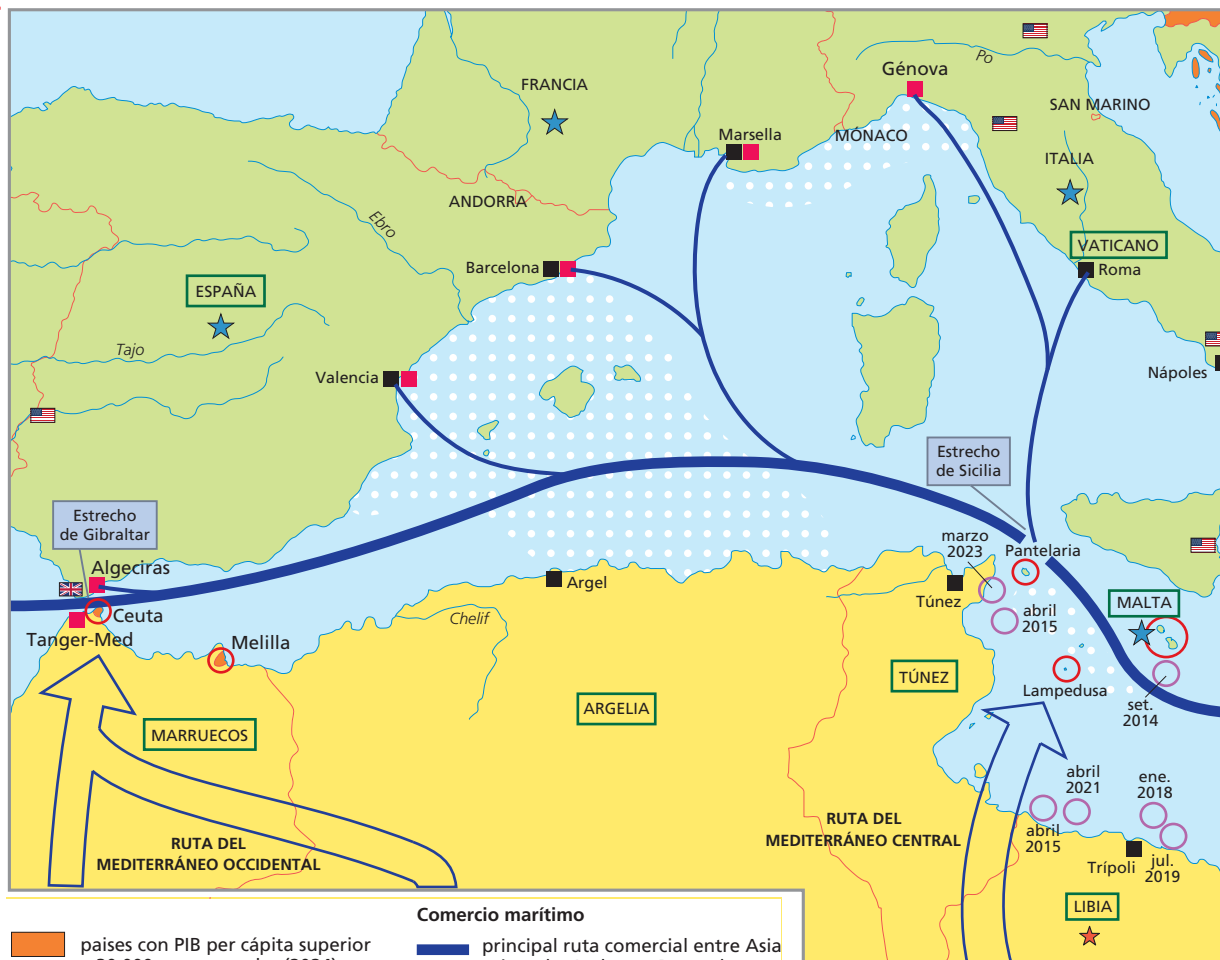 Génova
Po
FRANCIA
SAN MARINO
Marsella
MÓNACO
ITALIA
ANDORRA
Ebro
VATICANO
Barcelona
Roma
ESPAÑA
Tajo
Valencia
Nápoles
Estrecho
de Sicilia
Estrecho
de Gibraltar
marzo
2023
Pantelaria
Algeciras
Argel
Túnez
MALTA
Ceuta
Chelif
abril
2015
Tanger-Med
Melilla
TÚNEZ
Lampedusa
set.
2014
ARGELIA
MARRUECOS
abril
2021
ene.
2018
RUTA DEL
MEDITERRÁNEO CENTRAL
abril
2015
RUTA DEL
MEDITERRÁNEO OCCIDENTAL
Trípoli
jul.
2019
LIBIA
Comercio marítimo
paises con PIB per cápita superior
principal ruta comercial entre Asia